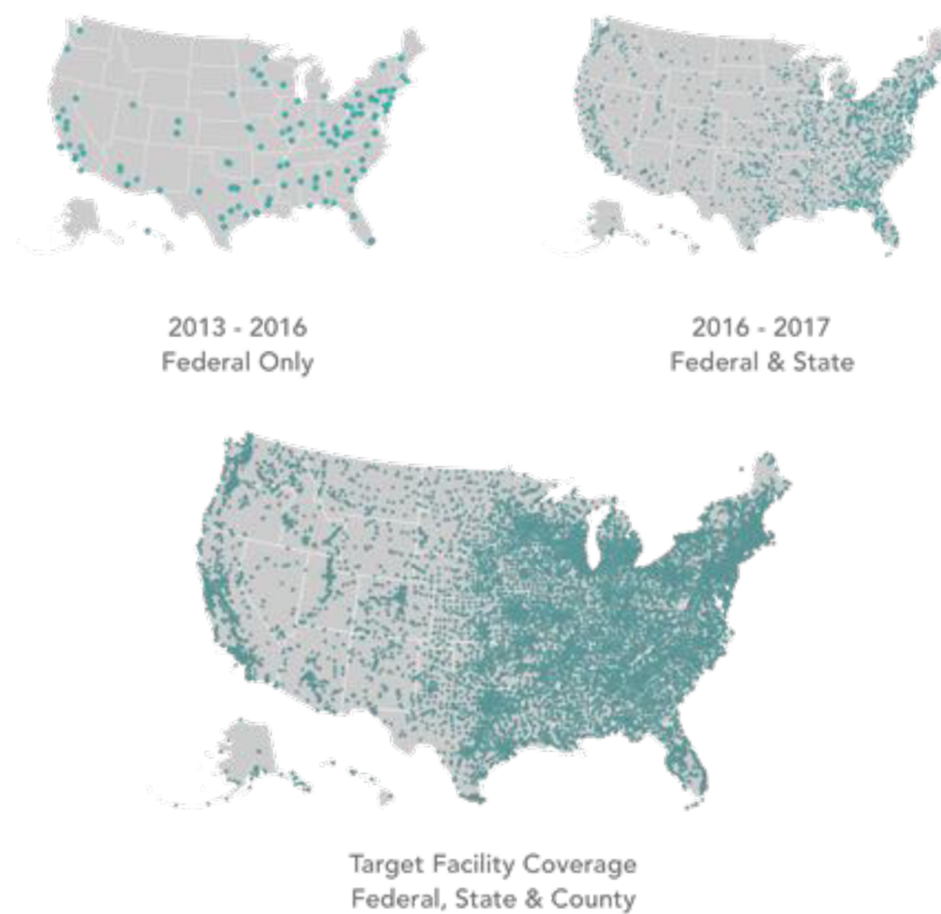 2013 - 2016
Federal Only
2016 - 2017
Federal & State
Target Facility Coverage
Federal, State & County